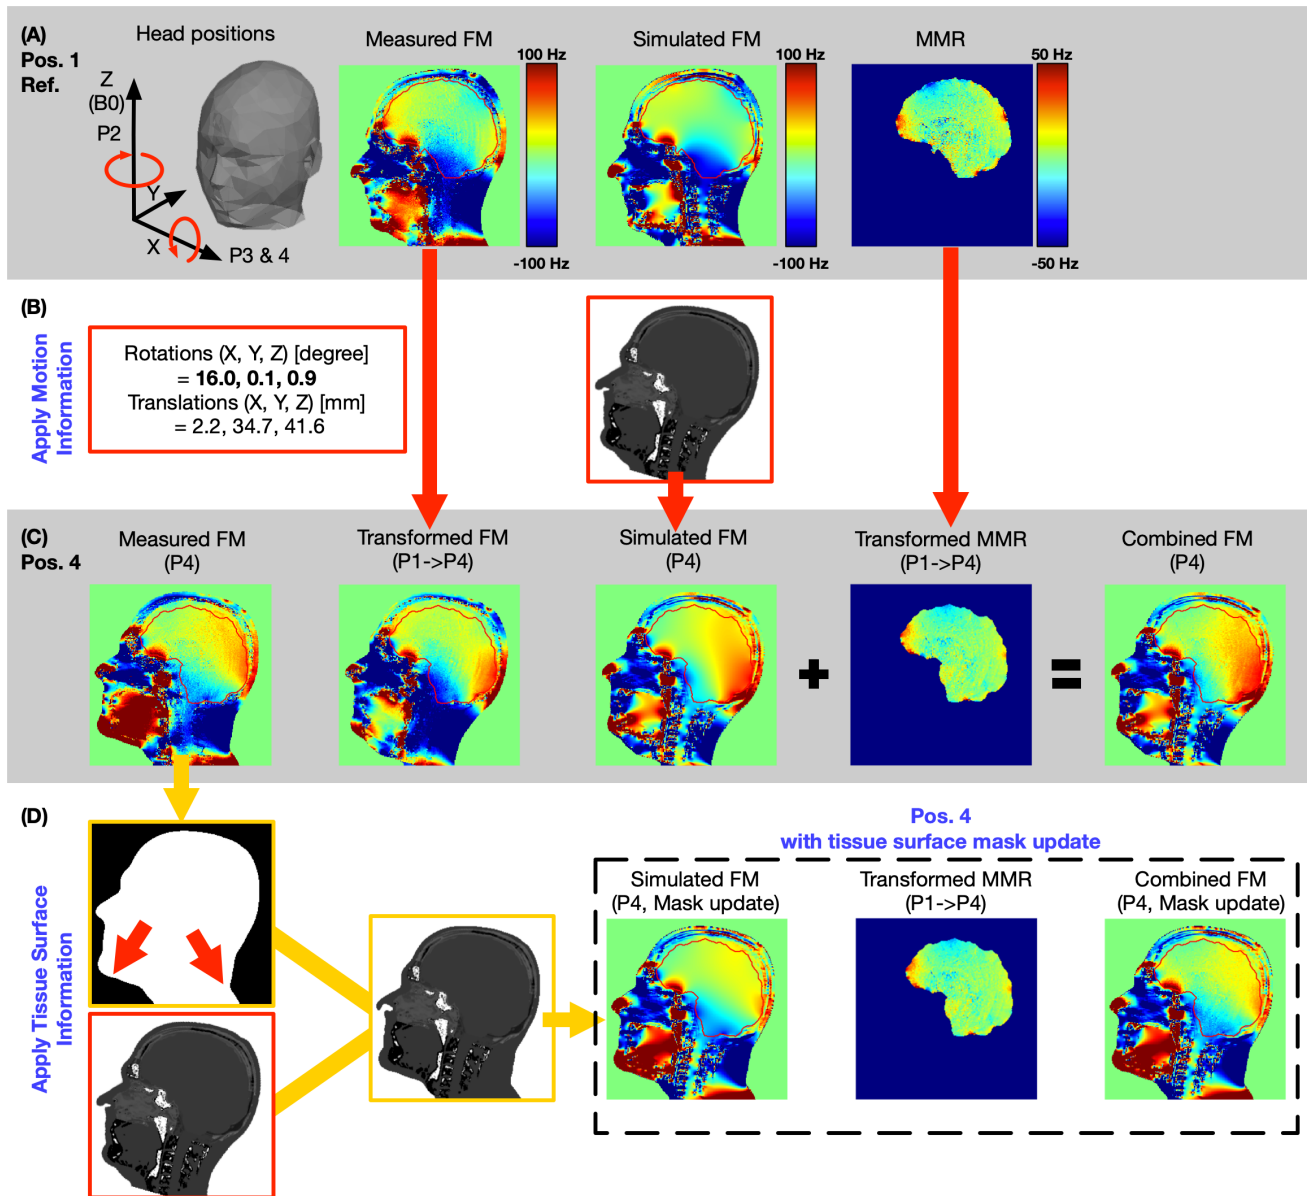 (A)
Pos. 1
Ref.
Head positions
Z
(B0)
P2
Y
X
P3 & 4
Measured FM
100 Hz
-100 Hz
Simulated FM
100 Hz
-100 Hz
MMR
50 Hz
-50 Hz
(B)
Apply Motion
Information
Rotations (X, Y, Z) [degree]
= 16.0, 0.1, 0.9
Translations (X, Y, Z) [mm]
= 2.2, 34.7, 41.6
(C)
Pos. 4
Measured FM
(P4)
Transformed FM
(P1->P4)
Simulated FM
(P4)
+
Transformed MMR
(P1->P4)
=
Combined FM
(P4)
(D)
Apply Tissue Surface
Information
Pos. 4
with tissue surface mask update
Simulated FM
(P4, Mask update)
Transformed MMR
(P1->P4)
Combined FM
(P4, Mask update)